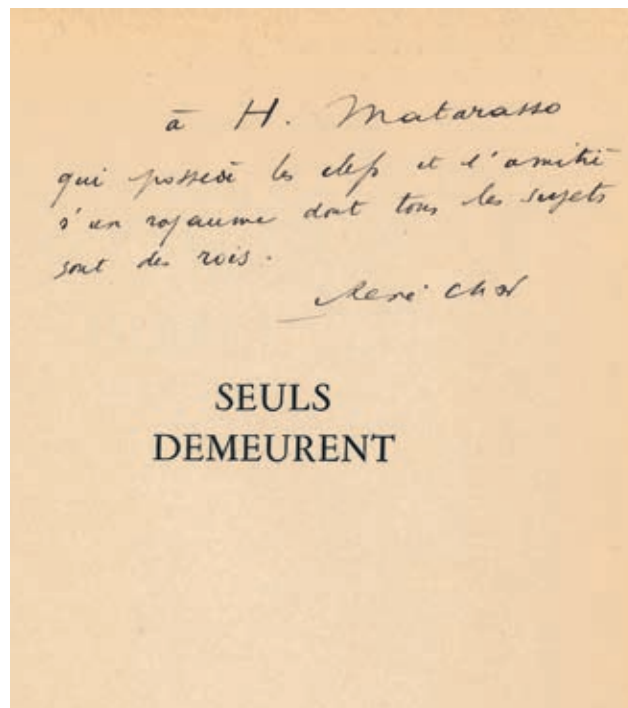 à H. Matarasso
qui possède les clefs et l'amitié
d'un royaume dont tous les sujets
sont des rois.
René Char
SEULS
DEMEURENT